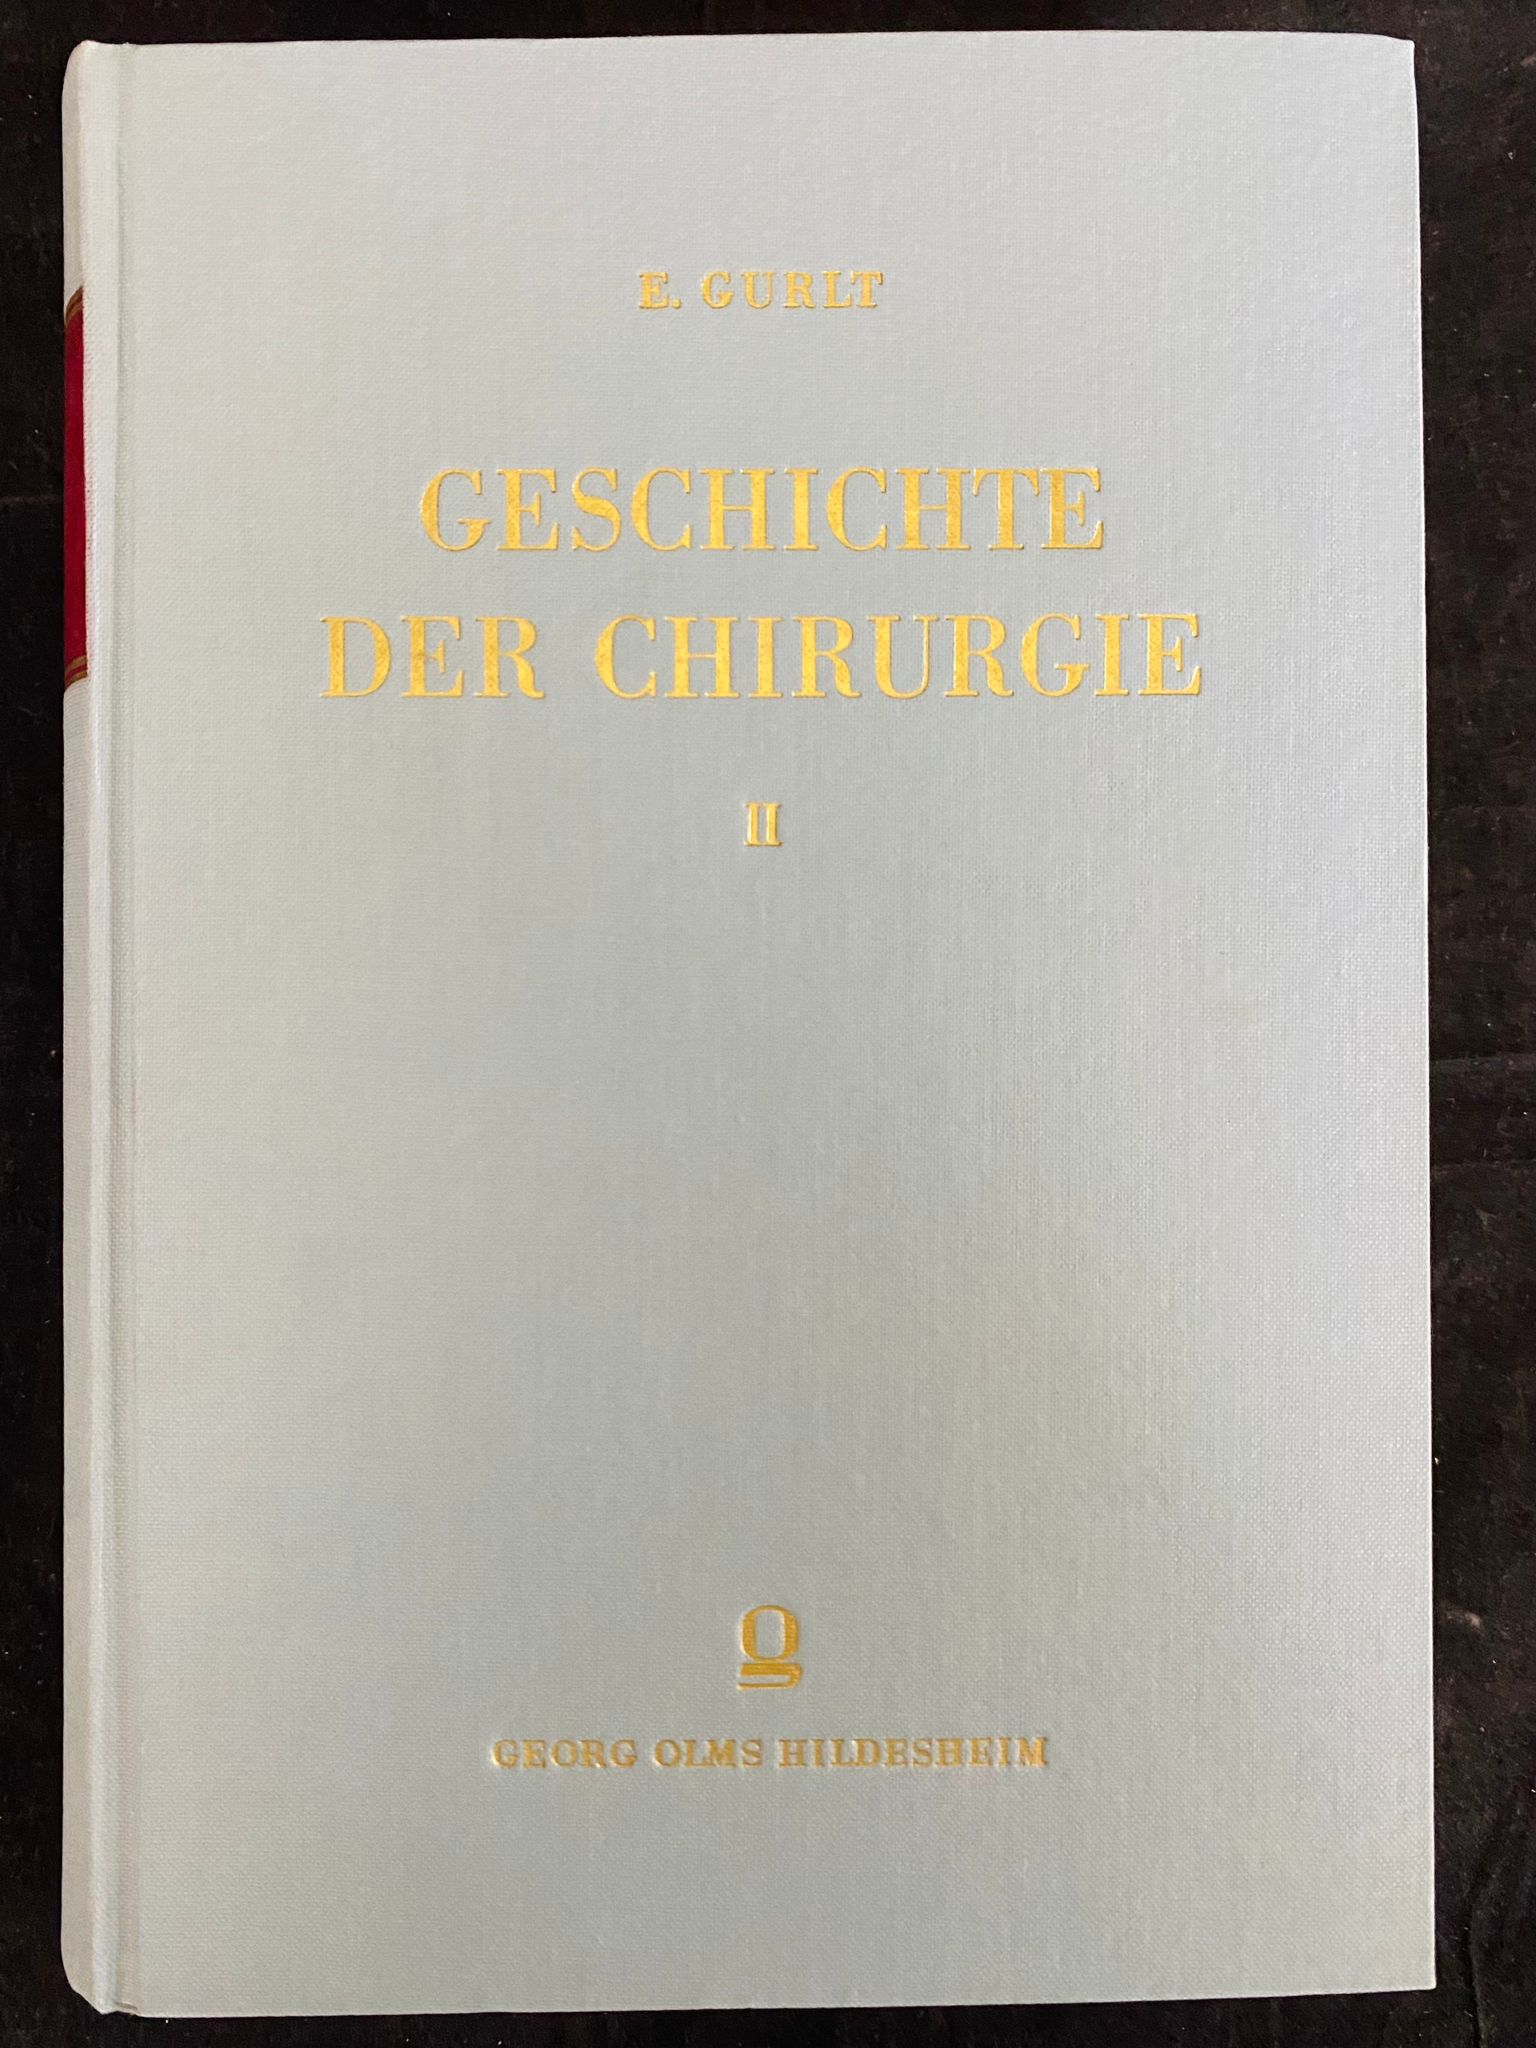 E. GURLT
GESCHICHTE
DER CHIRURGIE
II
GEORG OLMS HILDESHEIM